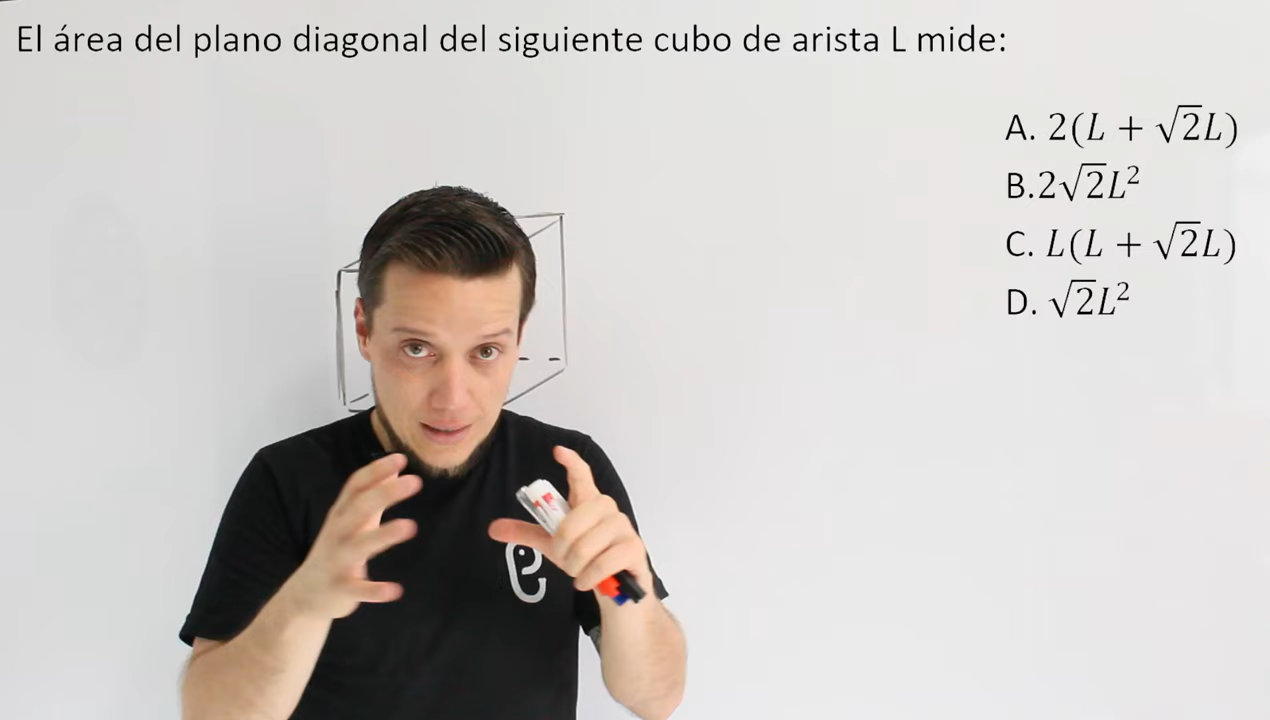 El área del plano diagonal del siguiente cubo de arista L mide:
A. 2(L + √2L)
B.2√2L²
C. L(L + √2L)
D. √2L²